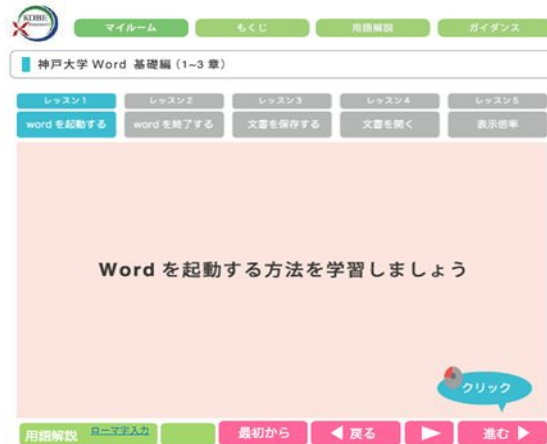 KOBE
マイルーム
もくじ
用語解説
ガイダンス
神戸大学 Word 基礎編 (1~3 章)
レッスン1
レッスン2
レッスン3
レッスン4
レッスン5
word を起動する
word を終了する
文書を保存する
文書を開く
表示倍率
Word を起動する方法を学習しましょう
クリック
用語解説
ローマ字入力
最初から
◀ 戻る
▶
進む ▶